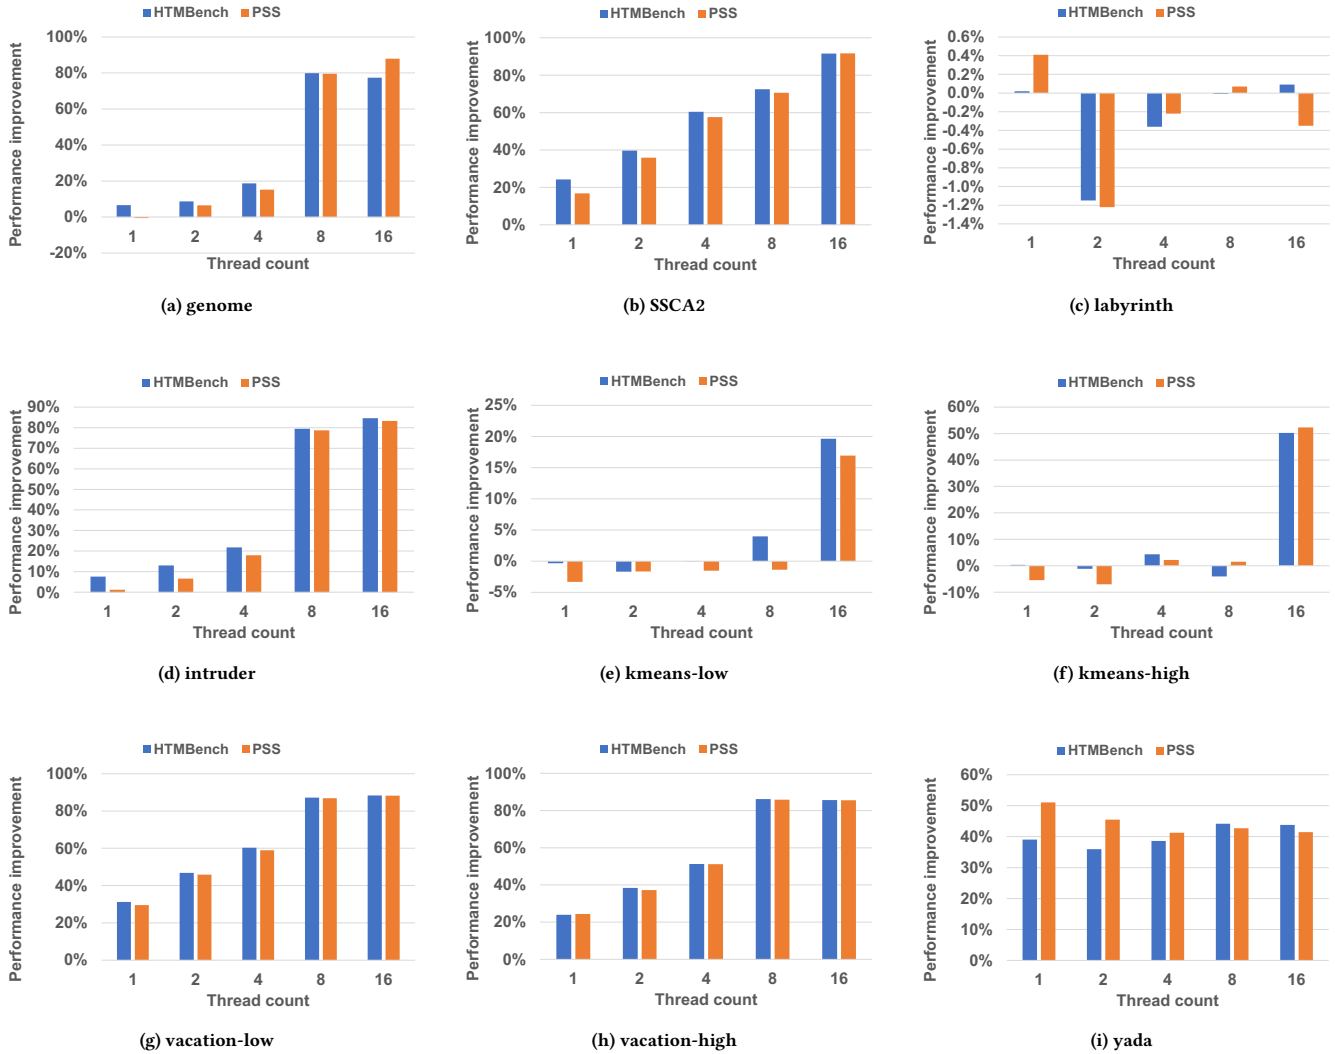 HTMBench PSS
Performance improvement
100%
80%
60%
40%
20%
0%
-20%
1 2 4 8 16
Thread count
(a) genome
HTMBench PSS
Performance improvement
100%
80%
60%
40%
20%
0%
1 2 4 8 16
Thread count
(b) SSCA2
HTMBench PSS
Performance improvement
0.6%
0.4%
0.2%
0.0%
-0.2%
-0.4%
-0.6%
-0.8%
-1.0%
-1.2%
-1.4%
1 2 4 8 16
Thread count
(c) labyrinth
HTMBench PSS
Performance improvement
90%
80%
70%
60%
50%
40%
30%
20%
10%
0%
1 2 4 8 16
Thread count
(d) intruder
HTMBench PSS
Performance improvement
25%
20%
15%
10%
5%
0%
-5%
1 2 4 8 16
Thread count
(e) kmeans-low
HTMBench PSS
Performance improvement
60%
50%
40%
30%
20%
10%
0%
-10%
1 2 4 8 16
Thread count
(f) kmeans-high
HTMBench PSS
Performance improvement
100%
80%
60%
40%
20%
0%
1 2 4 8 16
Thread count
(g) vacation-low
HTMBench PSS
Performance improvement
100%
80%
60%
40%
20%
0%
1 2 4 8 16
Thread count
(h) vacation-high
HTMBench PSS
Performance improvement
60%
50%
40%
30%
20%
10%
0%
1 2 4 8 16
Thread count
(i) yada